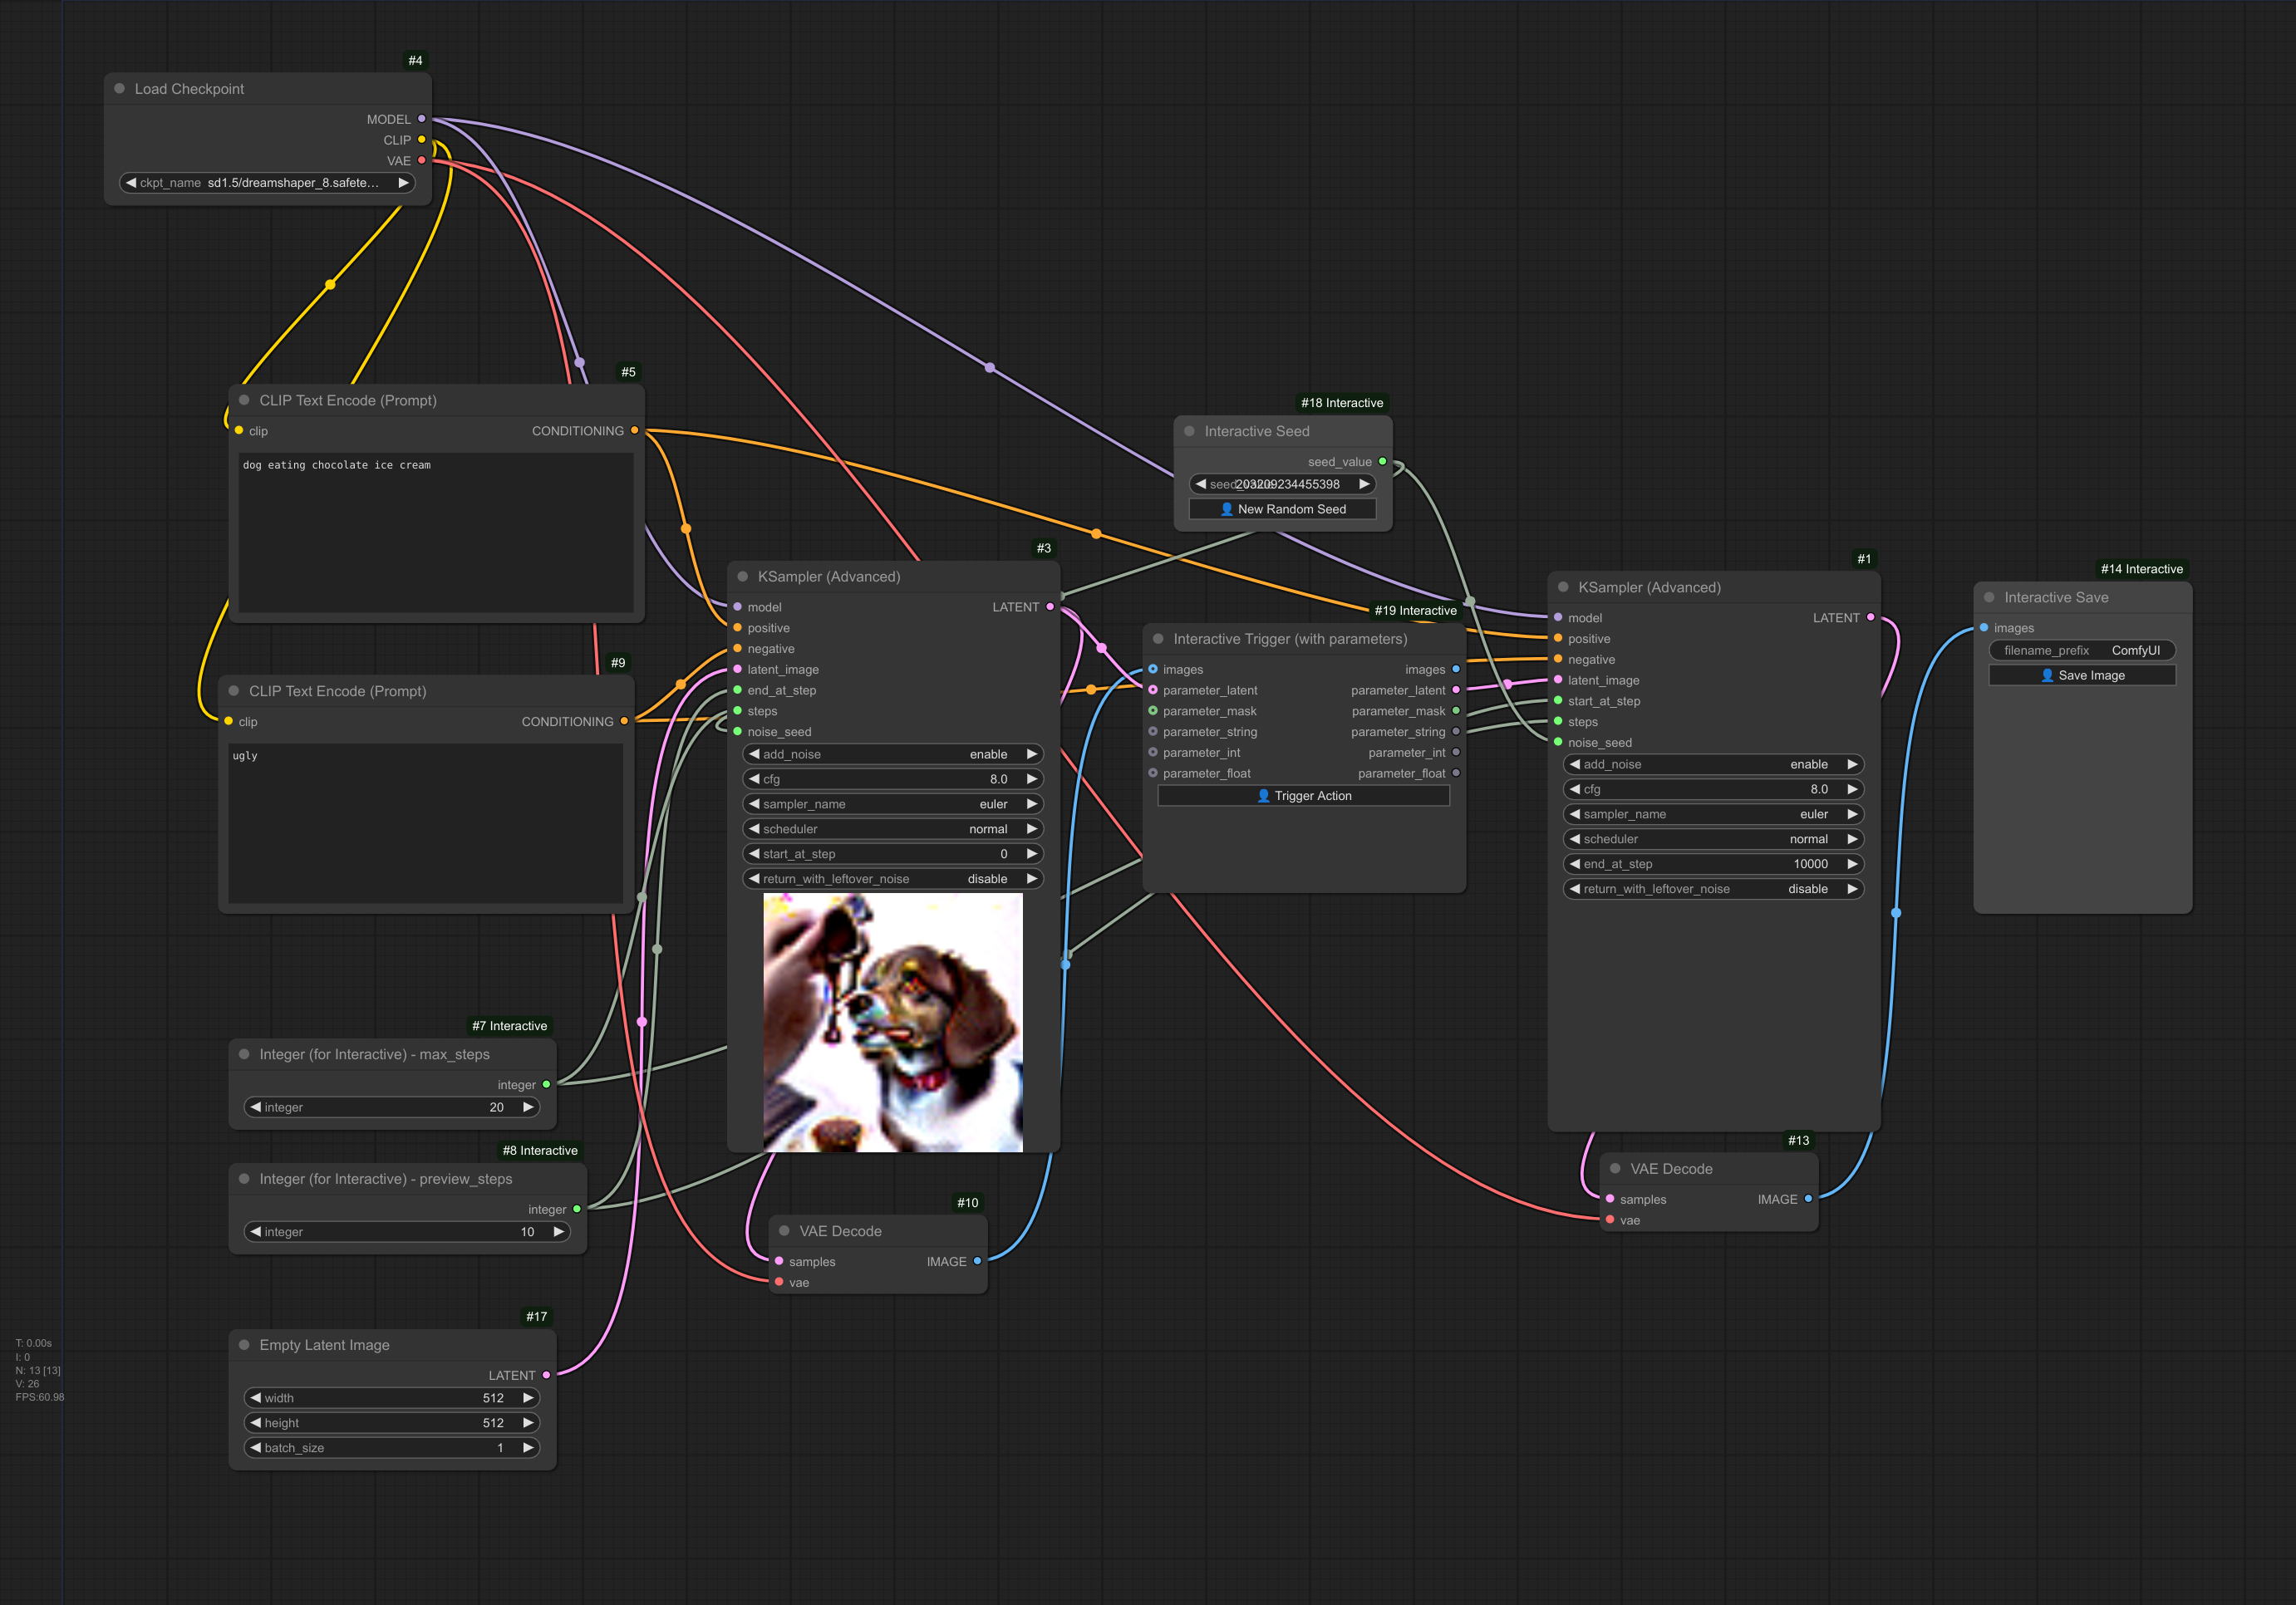 #4
Load Checkpoint
MODEL
CLIP
VAE
ckpt_name sd1.5/dreamshaper_8.safete...
#5
CLIP Text Encode (Prompt)
clip CONDITIONING
dog eating chocolate ice cream
#9
CLIP Text Encode (Prompt)
clip CONDITIONING
ugly
#7 Interactive
Integer (for Interactive) - max_steps
integer
integer 20
#8 Interactive
Integer (for Interactive) - preview_steps
integer
integer 10
#17
Empty Latent Image
LATENT
width 512
height 512
batch_size 1
T: 0.00s
I: 0
N: 13 [13]
V: 26
FPS:60.98
#3
KSampler (Advanced)
model LATENT
positive
negative
latent_image
end_at_step
steps
noise_seed
add_noise enable
cfg 8.0
sampler_name euler
scheduler normal
start_at_step 0
return_with_leftover_noise disable
#10
VAE Decode
samples IMAGE
vae
#18 Interactive
Interactive Seed
seed_value
203209234455398
New Random Seed
#19 Interactive
Interactive Trigger (with parameters)
images images
parameter_latent parameter_latent
parameter_mask parameter_mask
parameter_string parameter_string
parameter_int parameter_int
parameter_float parameter_float
Trigger Action
#1
KSampler (Advanced)
model LATENT
positive
negative
latent_image
start_at_step
steps
noise_seed
add_noise enable
cfg 8.0
sampler_name euler
scheduler normal
end_at_step 10000
return_with_leftover_noise disable
#13
VAE Decode
samples IMAGE
vae
#14 Interactive
Interactive Save
images
filename_prefix ComfyUI
Save Image